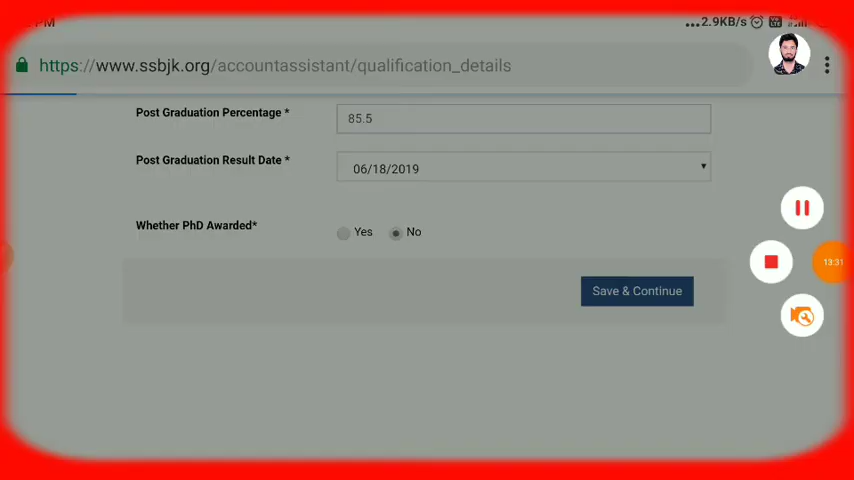 PM
...2.9KB/s
https://www.ssbjk.org/accountassistant/qualification_details
Post Graduation Percentage *
85.5
Post Graduation Result Date *
06/18/2019
Whether PhD Awarded*
Yes
No
13:31
Save & Continue